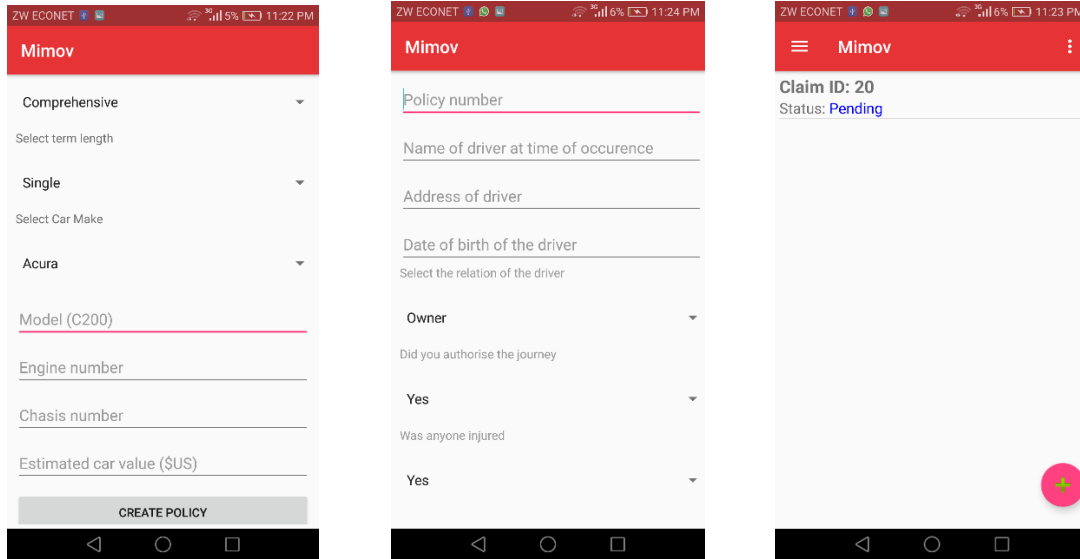 ZW ECONET 3G 5% 11:22 PM
Mimov
Comprehensive
Select term length
Single
Select Car Make
Acura
Model (C200)
Engine number
Chasis number
Estimated car value ($US)
CREATE POLICY
ZW ECONET 3G 6% 11:24 PM
Mimov
Policy number
Name of driver at time of occurence
Address of driver
Date of birth of the driver
Select the relation of the driver
Owner
Did you authorise the journey
Yes
Was anyone injured
Yes
ZW ECONET 3G 6% 11:23 PM
Mimov
Claim ID: 20
Status: Pending